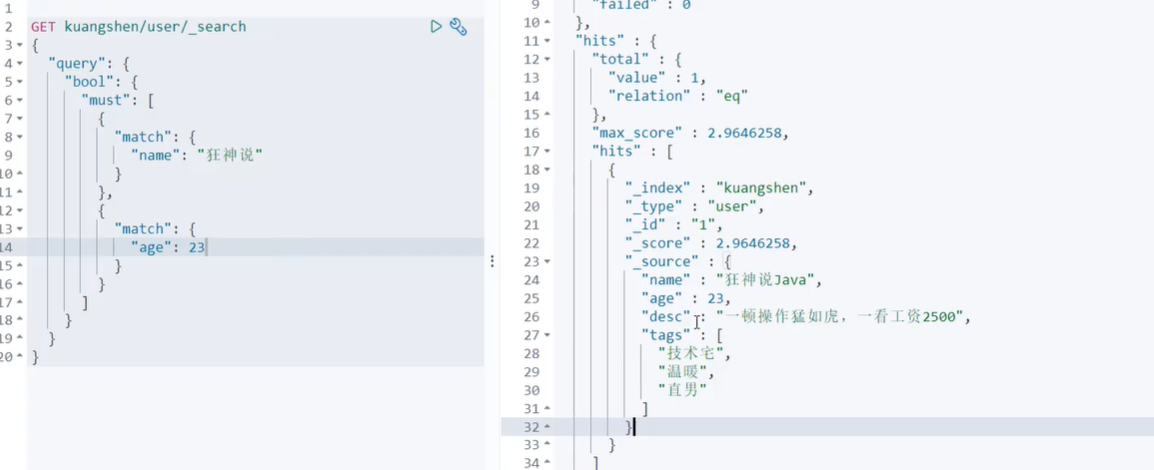 1
2 GET kuangshen/user/_search
3 {
4 "query": {
5 "bool": {
6 "must": [
7 {
8 "match": {
9 "name": "狂神说"
10 }
11 },
12 {
13 "match": {
14 "age": 23
15 }
16 }
17 ]
18 }
19 }
20 }
9 "failed" : 0
10 },
11 "hits" : {
12 "total" : {
13 "value" : 1,
14 "relation" : "eq"
15 },
16 "max_score" : 2.9646258,
17 "hits" : [
18 {
19 "_index" : "kuangshen",
20 "_type" : "user",
21 "_id" : "1",
22 "_score" : 2.9646258,
23 "_source" : {
24 "name" : "狂神说Java",
25 "age" : 23,
26 "desc" : "一顿操作猛如虎，一看工资2500",
27 "tags" : [
28 "技术宅",
29 "温暖",
30 "直男"
31 ]
32 }
33 }
34 ]